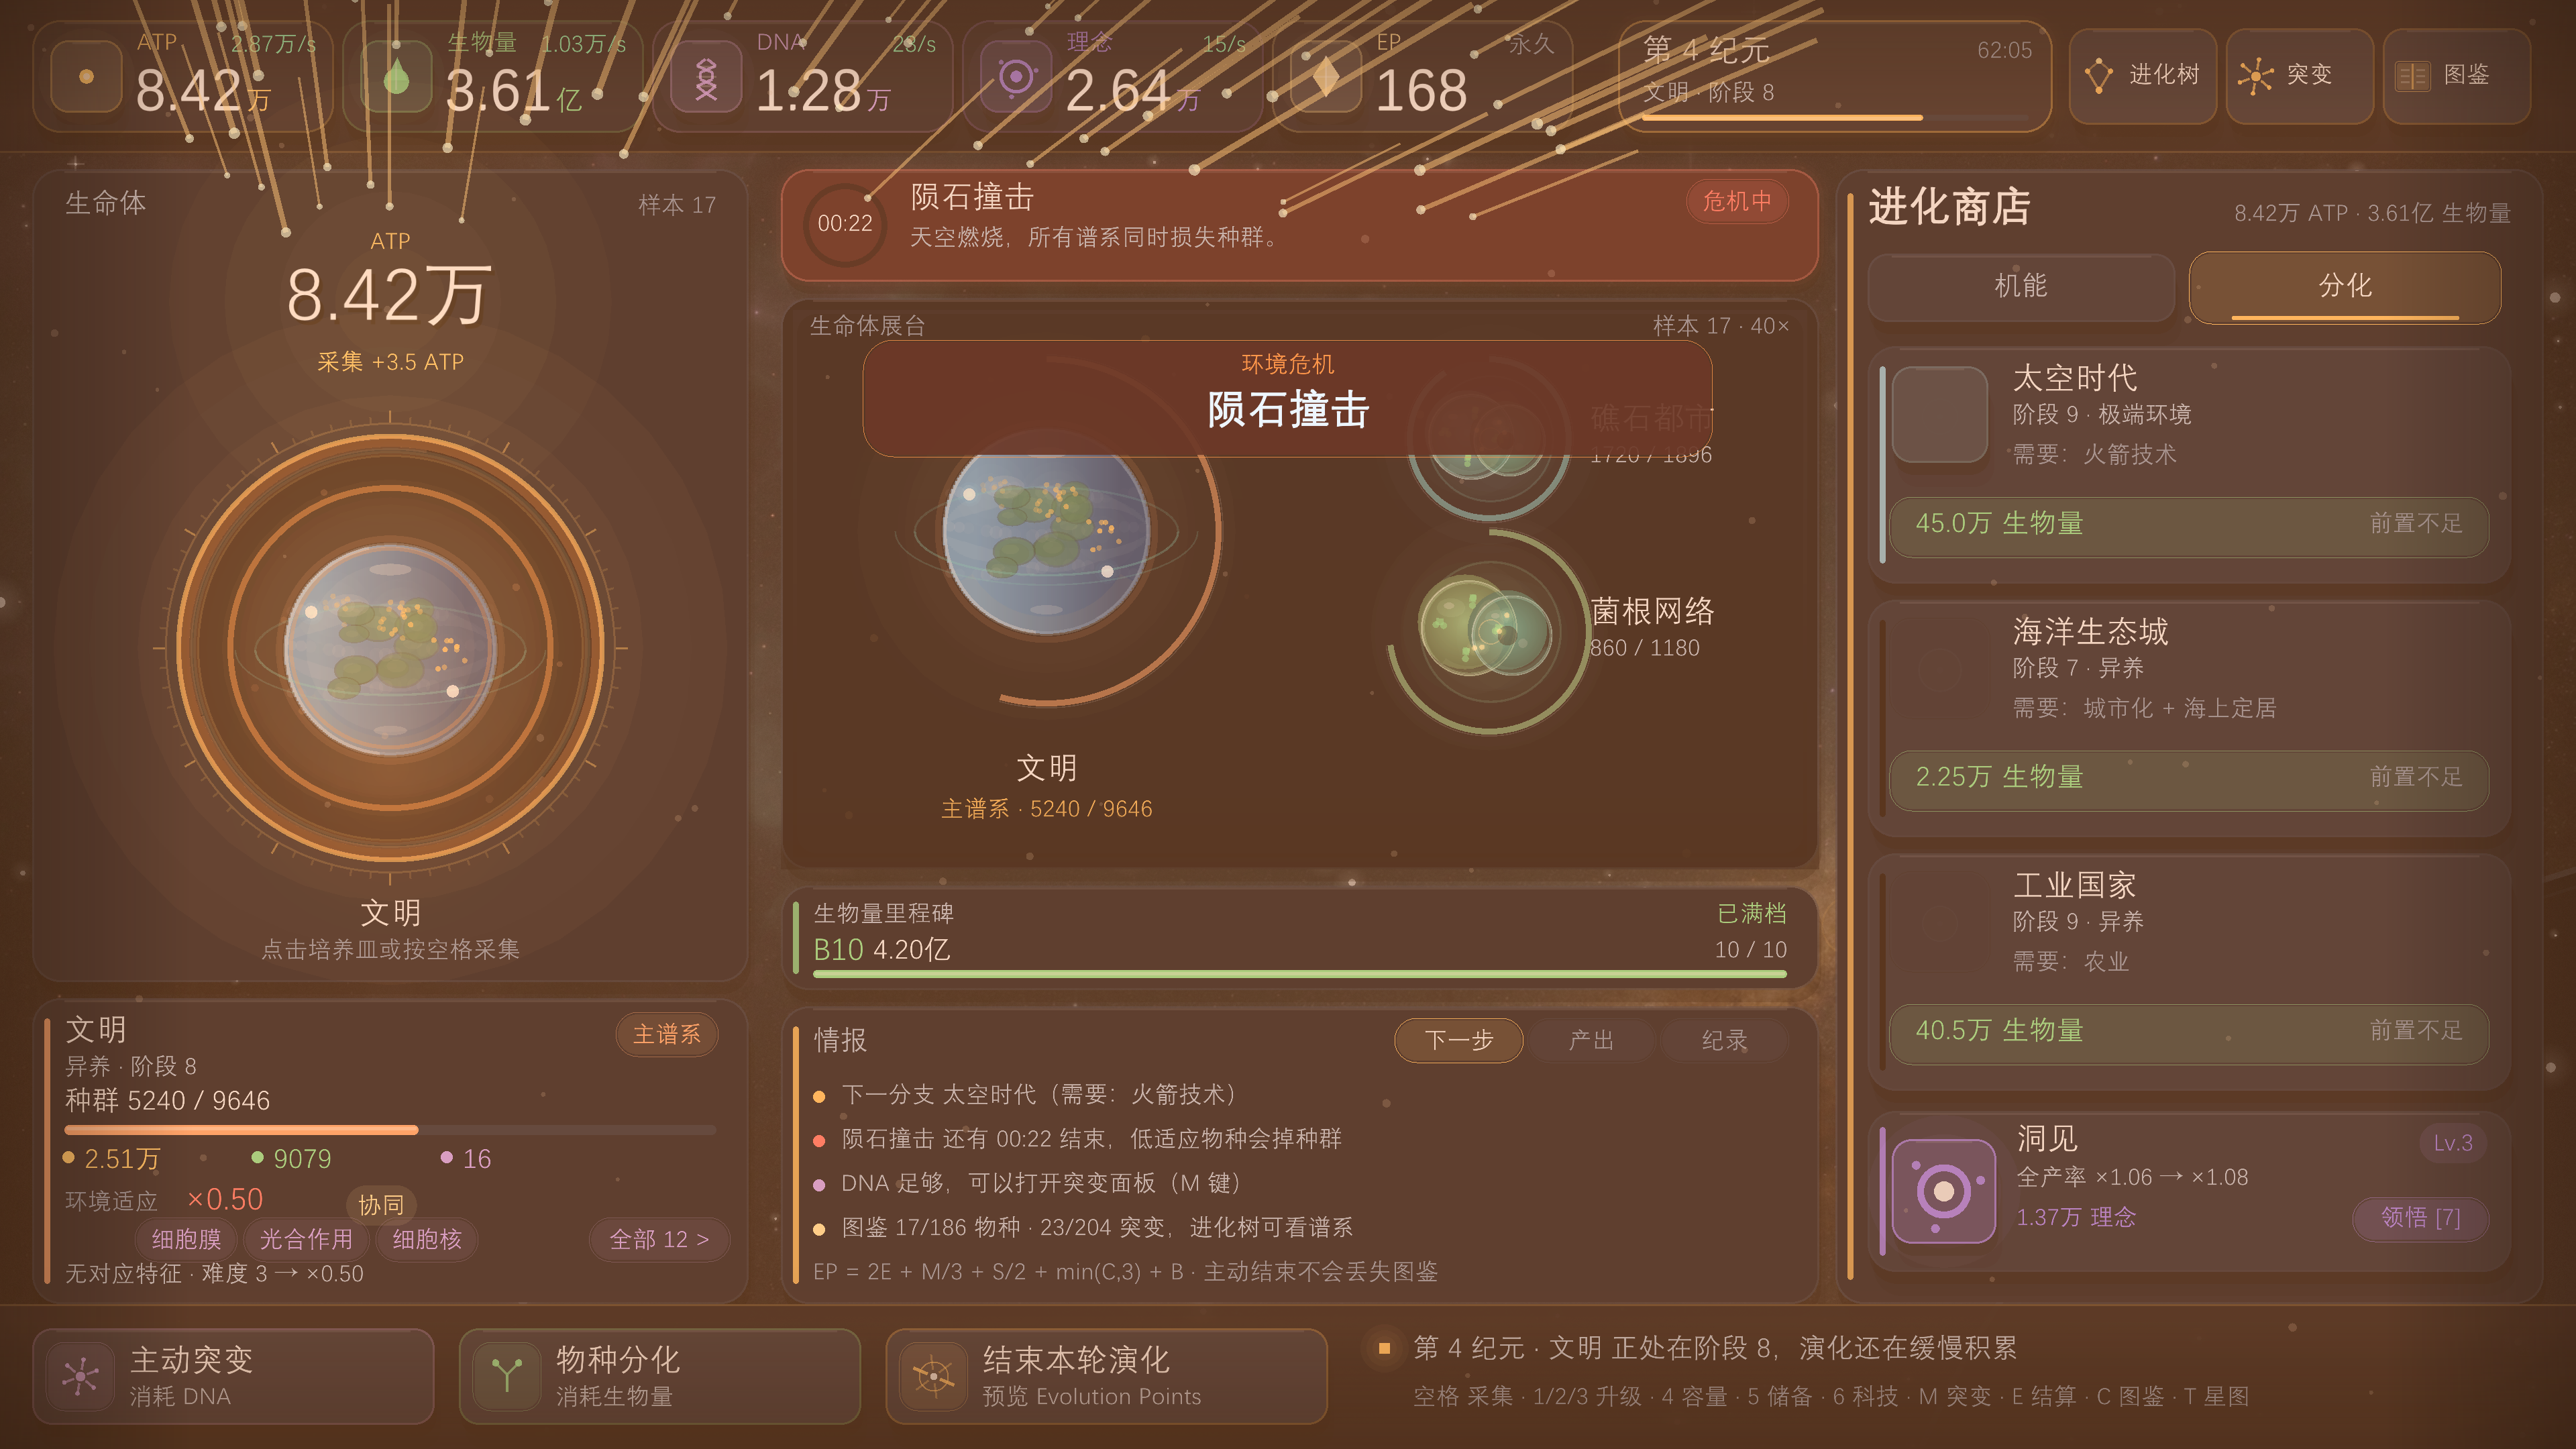 ATP 2.87万/s
8.42万
生物量 1.03万/s
3.61亿
DNA 28/s
1.28万
理念 15/s
2.64万
EP 永久
168
第 4 纪元 62:05
文明 · 阶段 8
进化树
突变
图鉴
生命体 样本 17
ATP
8.42万
采集 +3.5 ATP
文明
点击培养皿或按空格采集
文明 主谱系
异养 · 阶段 8
种群 5240 / 9646
2.51万 9079 16
环境适应 ×0.50 协同
细胞膜 光合作用 细胞核 全部 12 >
无对应特征 · 难度 3 → ×0.50
00:22
陨石撞击 危机中
天空燃烧，所有谱系同时损失种群。
生命体展台 样本 17 · 40×
环境危机
陨石撞击
礁石都市
1720 / 1896
菌根网络
860 / 1180
文明
主谱系 · 5240 / 9646
生物量里程碑 已满档
B10 4.20亿 10 / 10
情报 下一步 产出 纪录
下一分支 太空时代（需要：火箭技术）
陨石撞击 还有 00:22 结束，低适应物种会掉种群
DNA 足够，可以打开突变面板（M 键）
图鉴 17/186 物种 · 23/204 突变，进化树可看谱系
EP = 2E + M/3 + S/2 + min(C,3) + B · 主动结束不会丢失图鉴
进化商店 8.42万 ATP · 3.61亿 生物量
机能 分化
太空时代
阶段 9 · 极端环境
需要：火箭技术
45.0万 生物量 前置不足
海洋生态城
阶段 7 · 异养
需要：城市化 + 海上定居
2.25万 生物量 前置不足
工业国家
阶段 9 · 异养
需要：农业
40.5万 生物量 前置不足
洞见 Lv.3
全产率 ×1.06 → ×1.08
1.37万 理念 领悟 [7]
主动突变
消耗 DNA
物种分化
消耗生物量
结束本轮演化
预览 Evolution Points
第 4 纪元 · 文明 正处在阶段 8，演化还在缓慢积累
空格 采集 · 1/2/3 升级 · 4 容量 · 5 储备 · 6 科技 · M 突变 · E 结算 · C 图鉴 · T 星图